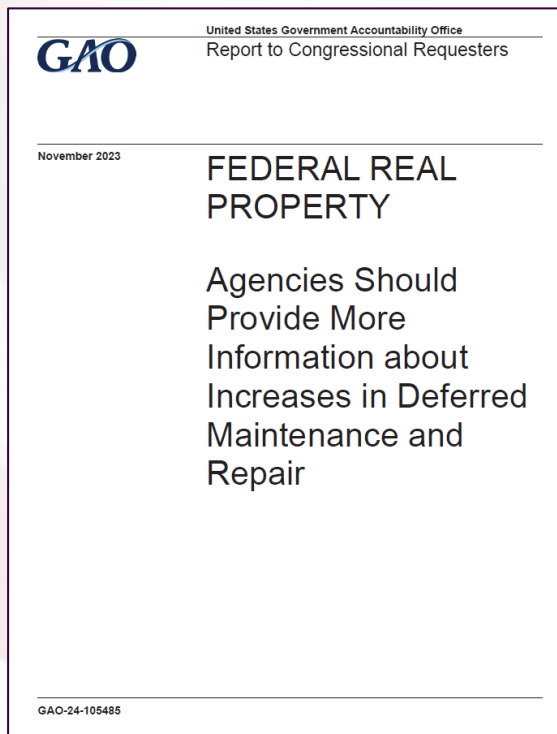 United States Government Accountability Office
GAO
Report to Congressional Requesters
November 2023
FEDERAL REAL
PROPERTY
Agencies Should
Provide More
Information about
Increases in Deferred
Maintenance and
Repair
GAO-24-105485